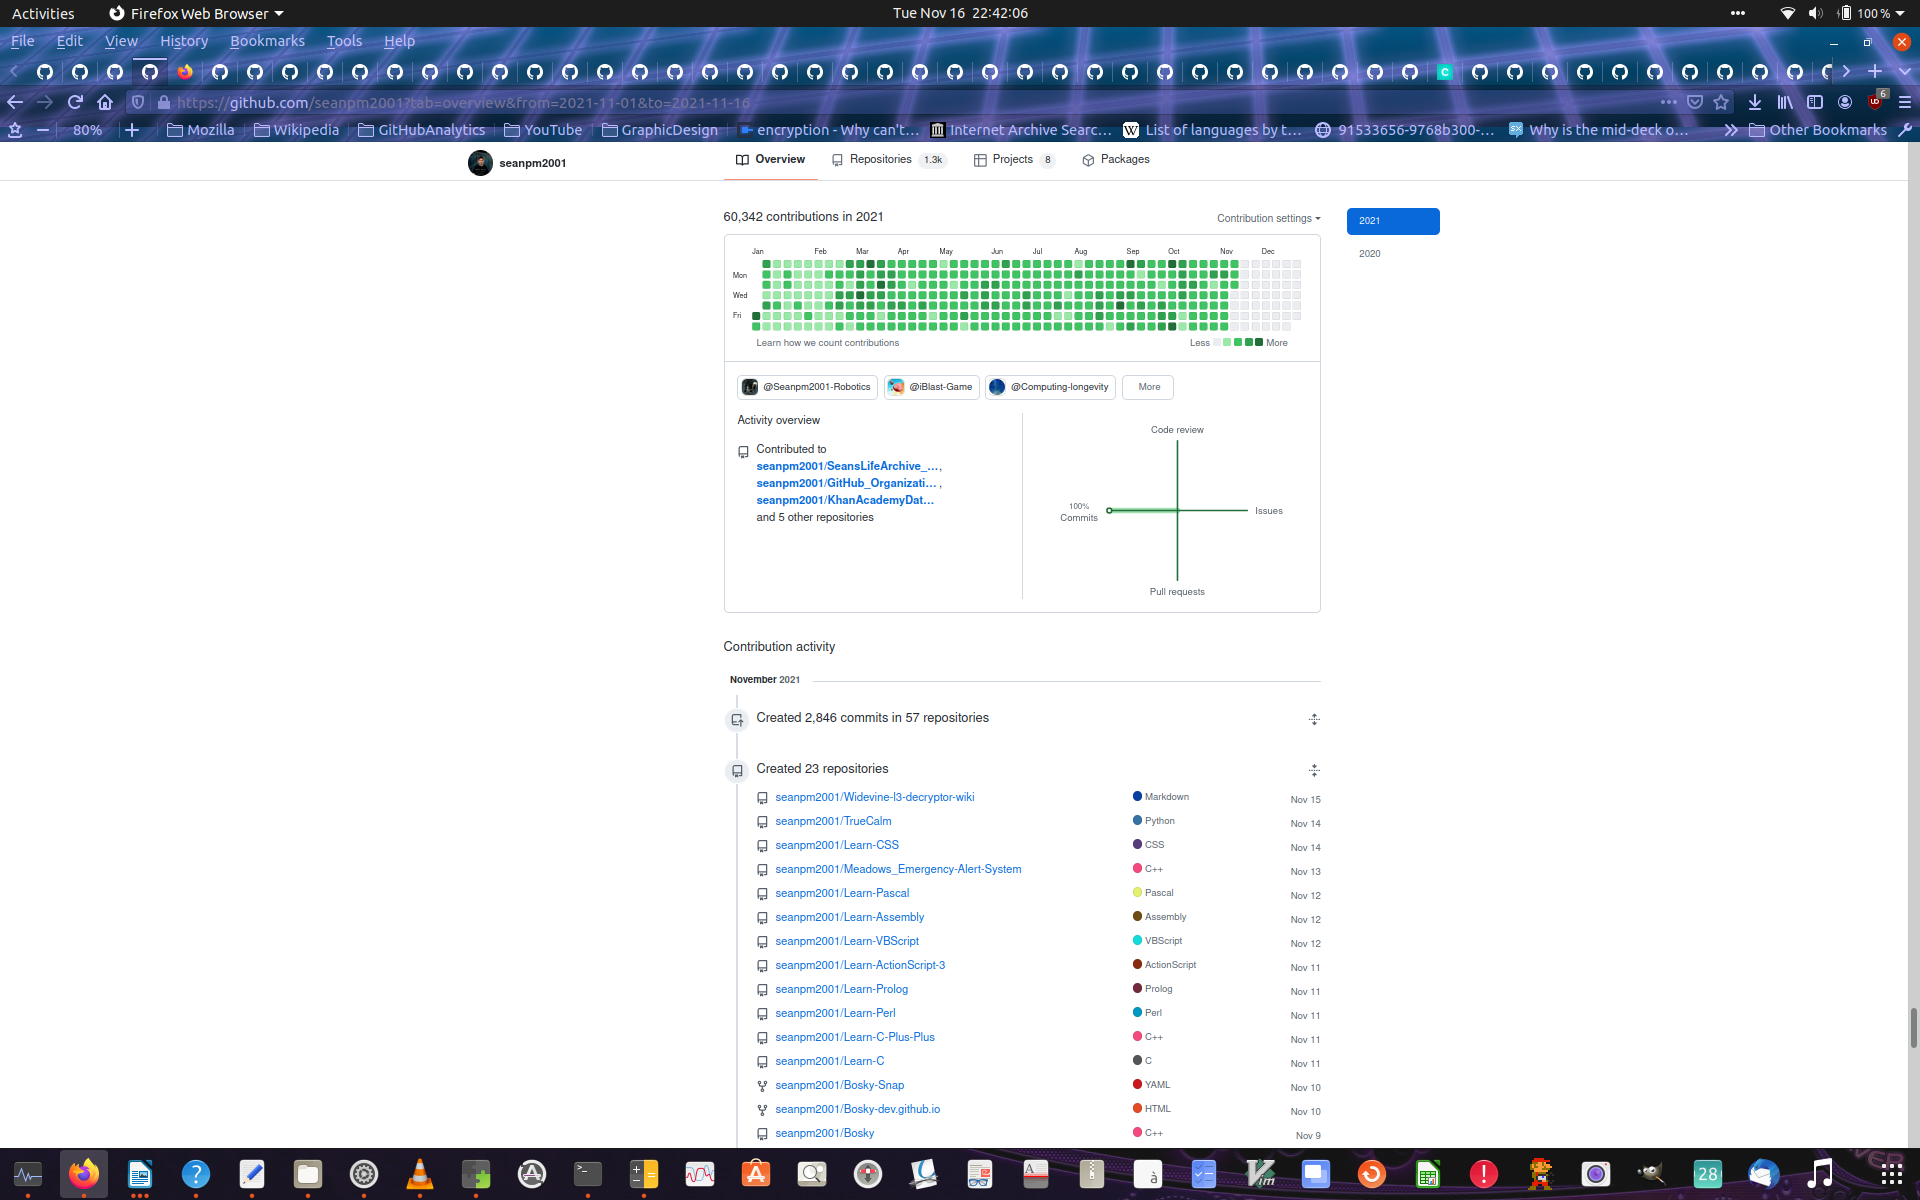 Activities Firefox Web Browser Tue Nov 16 22:42:06 100 %
File Edit View History Bookmarks Tools Help
https://github.com/seanpm2001?tab=overview&from=2021-11-01&to=2021-11-16 6
80% Mozilla Wikipedia GitHubAnalytics YouTube GraphicDesign encryption - Why can't… Internet Archive Searc… List of languages by t… 91533656-9768b300-… Why is the mid-deck o… Other Bookmarks
seanpm2001 Overview Repositories 1.3k Projects 8 Packages
60,342 contributions in 2021 Contribution settings 2021
2020
Jan Feb Mar Apr May Jun Jul Aug Sep Oct Nov Dec
Mon
Wed
Fri
Learn how we count contributions Less More
@Seanpm2001-Robotics @iBlast-Game @Computing-longevity More
Activity overview
Contributed to
seanpm2001/SeansLifeArchive_…,
seanpm2001/GitHub_Organizati… ,
seanpm2001/KhanAcademyDat…
and 5 other repositories
Code review
100%
Commits
Issues
Pull requests
Contribution activity
November 2021
Created 2,846 commits in 57 repositories
Created 23 repositories
seanpm2001/Widevine-l3-decryptor-wiki Markdown Nov 15
seanpm2001/TrueCalm Python Nov 14
seanpm2001/Learn-CSS CSS Nov 14
seanpm2001/Meadows_Emergency-Alert-System C++ Nov 13
seanpm2001/Learn-Pascal Pascal Nov 12
seanpm2001/Learn-Assembly Assembly Nov 12
seanpm2001/Learn-VBScript VBScript Nov 12
seanpm2001/Learn-ActionScript-3 ActionScript Nov 11
seanpm2001/Learn-Prolog Prolog Nov 11
seanpm2001/Learn-Perl Perl Nov 11
seanpm2001/Learn-C-Plus-Plus C++ Nov 11
seanpm2001/Learn-C C Nov 11
seanpm2001/Bosky-Snap YAML Nov 10
seanpm2001/Bosky-dev.github.io HTML Nov 10
seanpm2001/Bosky C++ Nov 9
28